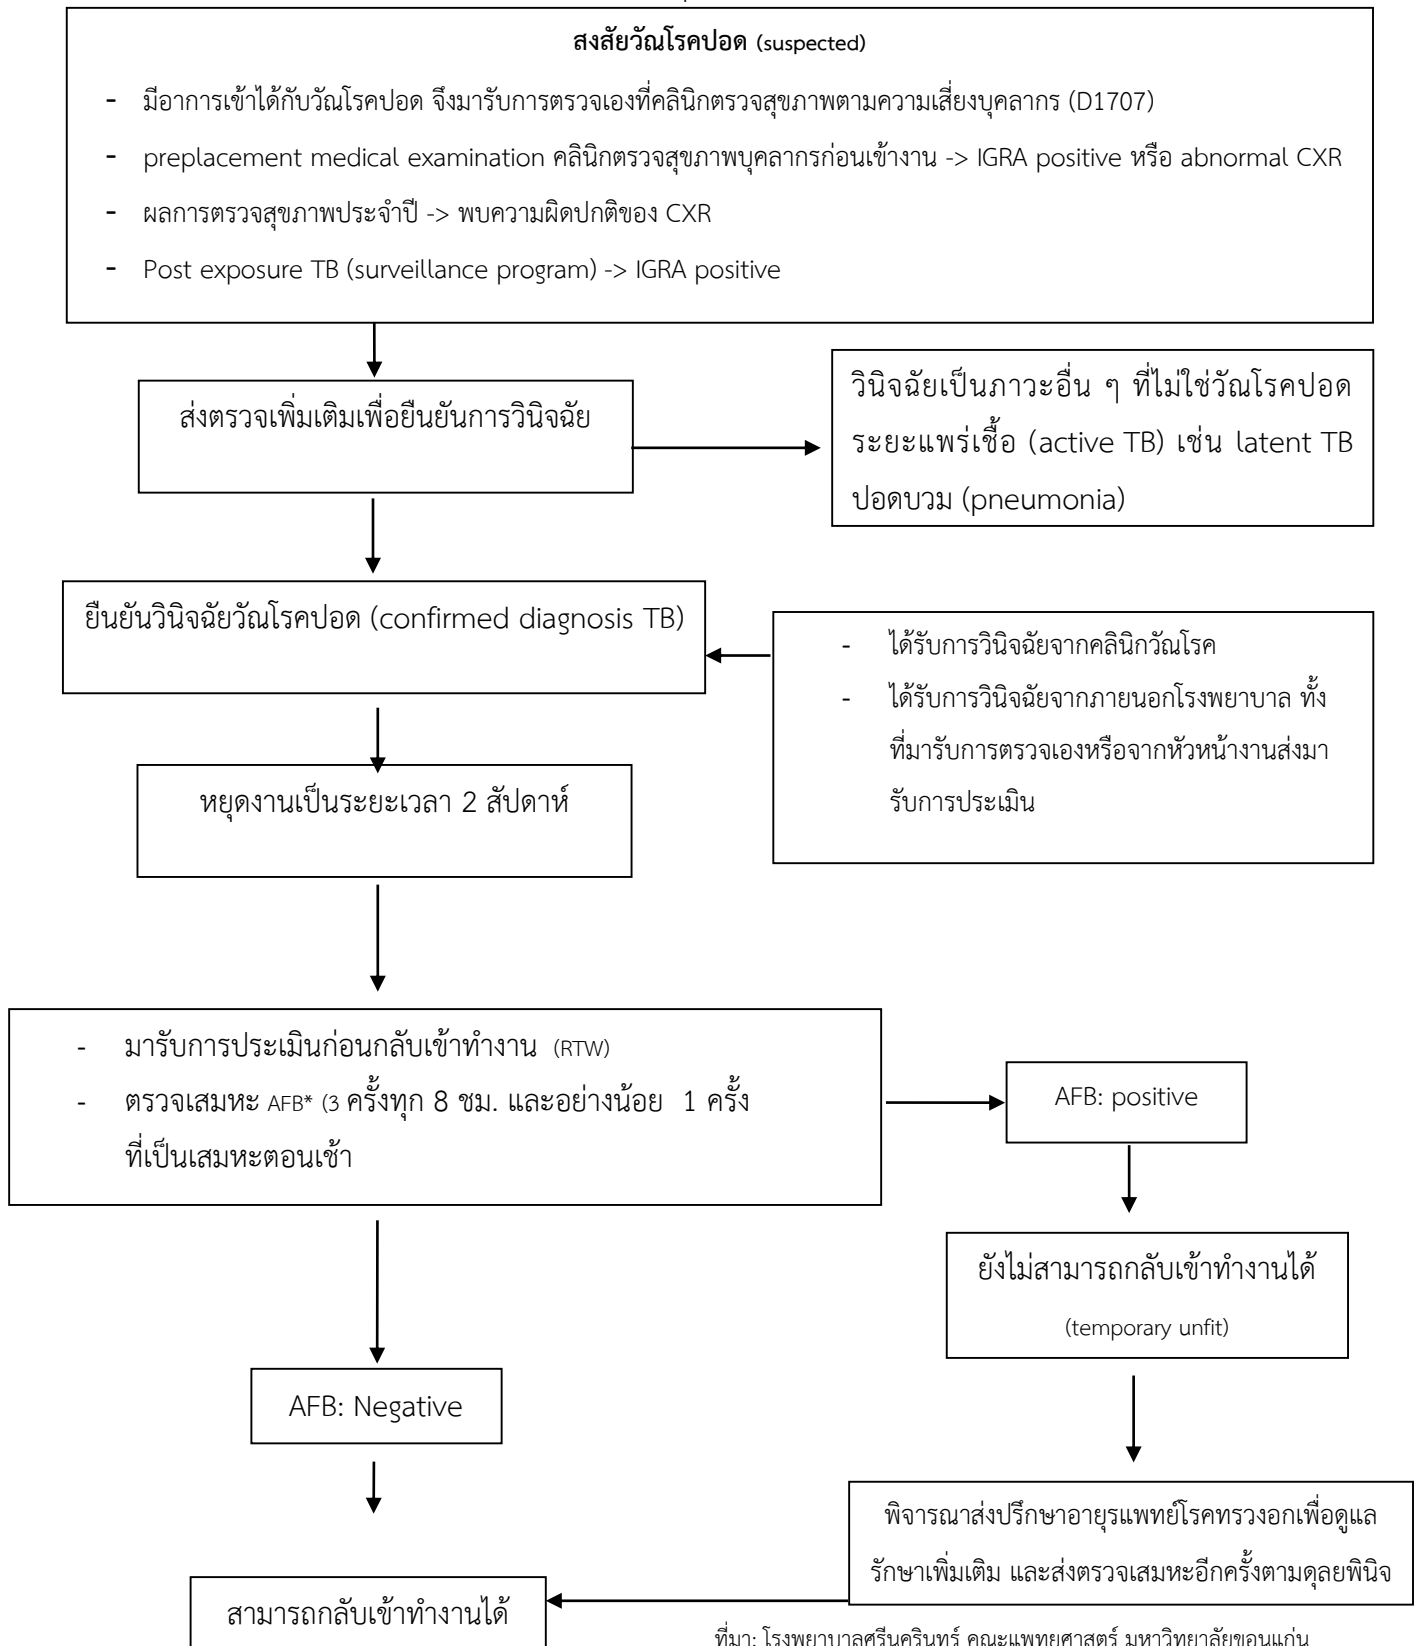 สงสัยวัณโรคปอด (suspected)
- มีอาการเข้าได้กับวัณโรคปอด จึงมารับการตรวจเองที่คลินิกตรวจสุขภาพตามความเสี่ยงบุคลากร (D1707)
- preplacement medical examination คลินิกตรวจสุขภาพบุคลากรก่อนเข้างาน -> IGRA positive หรือ abnormal CXR
- ผลการตรวจสุขภาพประจำปี -> พบความผิดปกติของ CXR
- Post exposure TB (surveillance program) -> IGRA positive
ส่งตรวจเพิ่มเติมเพื่อยืนยันการวินิจฉัย
วินิจฉัยเป็นภาวะอื่น ๆ ที่ไม่ใช่วัณโรคปอด
ระยะแพร่เชื้อ (active TB) เช่น latent TB
ปอดบวม (pneumonia)
ยืนยันวินิจฉัยวัณโรคปอด (confirmed diagnosis TB)
- ได้รับการวินิจฉัยจากคลินิกวัณโรค
- ได้รับการวินิจฉัยจากภายนอกโรงพยาบาล ทั้ง
ที่มารับการตรวจเองหรือจากหัวหน้างานส่งมา
รับการประเมิน
หยุดงานเป็นระยะเวลา 2 สัปดาห์
- มารับการประเมินก่อนกลับเข้าทำงาน (RTW)
- ตรวจเสมหะ AFB* (3 ครั้งทุก 8 ชม. และอย่างน้อย 1 ครั้ง
ที่เป็นเสมหะตอนเช้า
AFB: positive
ยังไม่สามารถกลับเข้าทำงานได้
(temporary unfit)
AFB: Negative
พิจารณาส่งปรึกษาอายุรแพทย์โรคทรวงอกเพื่อดูแล
รักษาเพิ่มเติม และส่งตรวจเสมหะอีกครั้งตามดุลยพินิจ
สามารถกลับเข้าทำงานได้
ที่มา: โรงพยาบาลศรีนครินทร์ คณะแพทยศาสตร์ มหาวิทยาลัยขอนแก่น